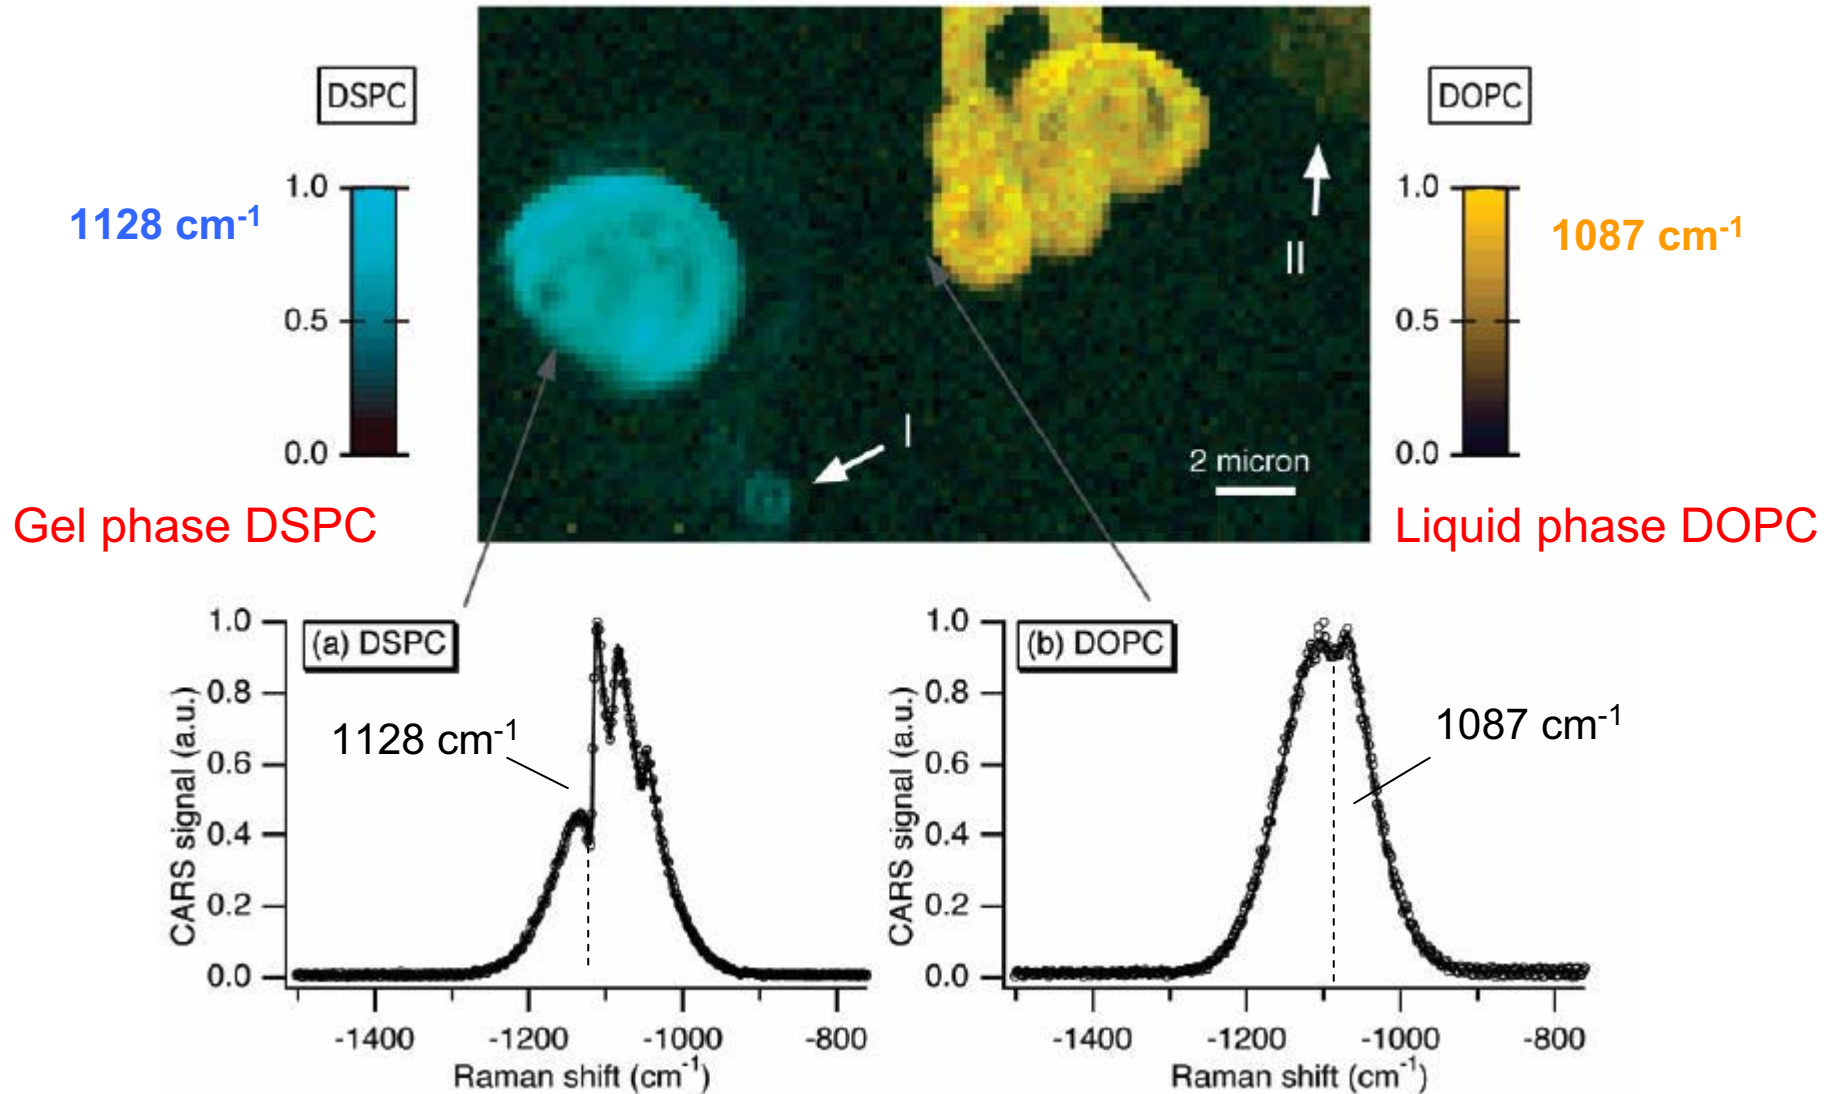 DSPC
1.0
0.5
0.0
1128 cm⁻¹
Gel phase DSPC
I
II
2 micron
DOPC
1.0
0.5
0.0
1087 cm⁻¹
Liquid phase DOPC
(a) DSPC
1128 cm⁻¹
CARS signal (a.u.)
1.0
0.8
0.6
0.4
0.2
0.0
-1400 -1200 -1000 -800
Raman shift (cm⁻¹)
(b) DOPC
1087 cm⁻¹
CARS signal (a.u.)
1.0
0.8
0.6
0.4
0.2
0.0
-1400 -1200 -1000 -800
Raman shift (cm⁻¹)